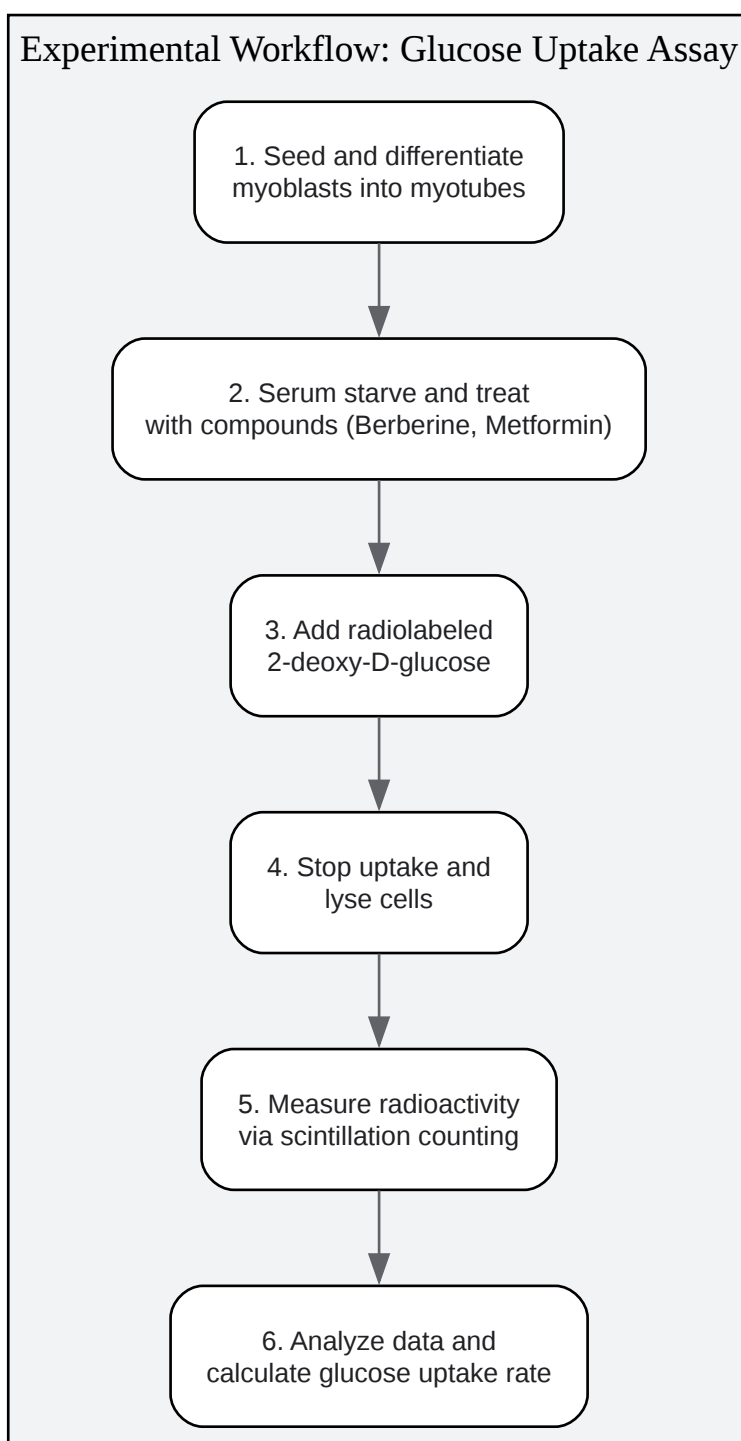 Experimental Workflow: Glucose Uptake Assay
1. Seed and differentiate
myoblasts into myotubes
2. Serum starve and treat
with compounds (Berberine, Metformin)
3. Add radiolabeled
2-deoxy-D-glucose
4. Stop uptake and
lyse cells
5. Measure radioactivity
via scintillation counting
6. Analyze data and
calculate glucose uptake rate